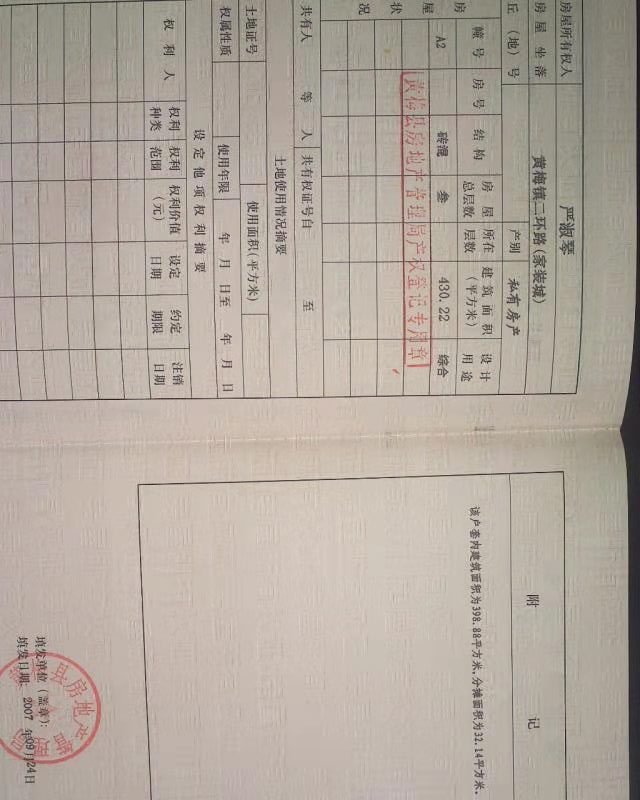 房屋所有权人 严淑琴
房屋坐落 黄梅镇二环路(家装城)
丘(地)号 产别 私有房产
房屋状况
幢号 房号 结构 房屋总层数 所在层数 建筑面积(平方米) 设计用途
A2 砖混 叁 430.22 综合
黄梅县房地产管理局产权登记专用章
共有人 等 人 共有权证号自 至
土地使用情况摘要
土地证号 使用面积(平方米)
权属性质 使用年限 年 月 日至 年 月 日
设定他项权利摘要
权利人 权利种类 权利范围 权利价值(元) 设定日期 约定期限 注销日期
附 记
该户套内建筑面积为398.88平方米,分摊面积为32.14平方米.
县房地产
填发单位(盖章):
填发日期: 2007 年09月24日